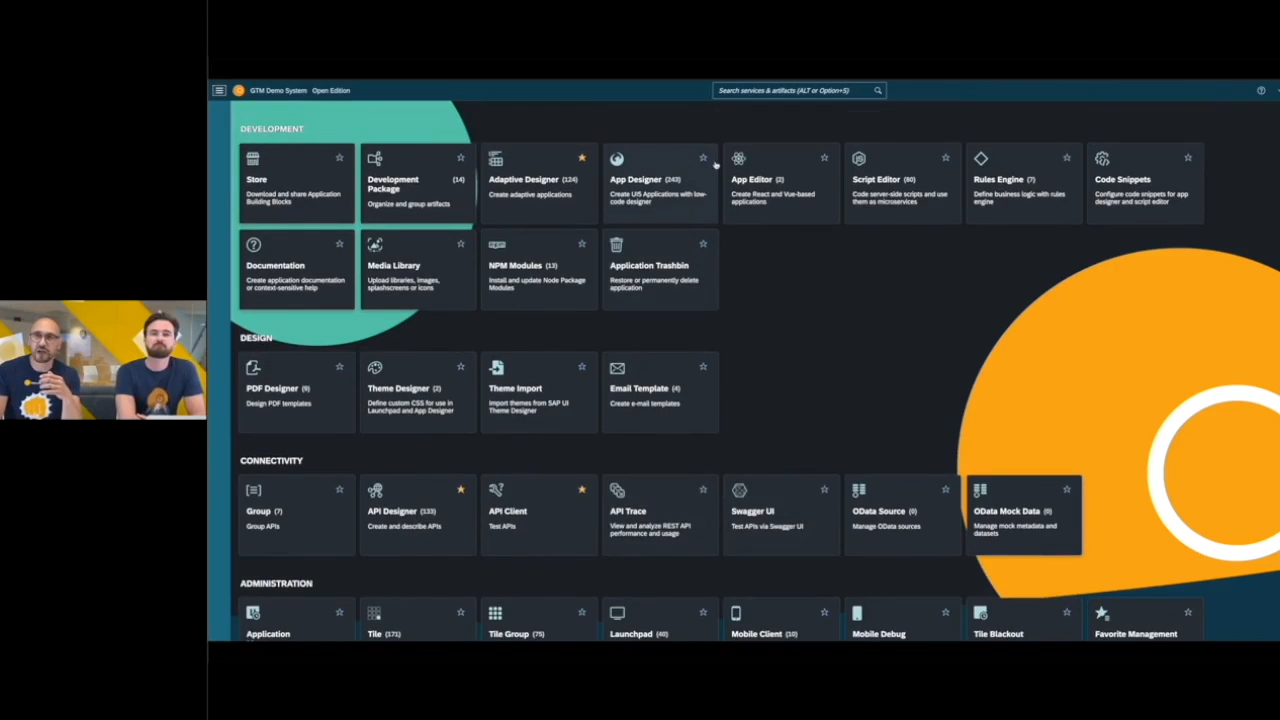 GTM Demo System Open Edition
Search services & artifacts (ALT or Option+S)
DEVELOPMENT
Store
Download and share Application
Building Blocks
Development
Package
(14)
Organize and group artifacts
Adaptive Designer (124)
Create adaptive applications
App Designer (243)
Create UI5 Applications with low-
code designer
App Editor (2)
Create React and Vue-based
applications
Script Editor (80)
Code server-side scripts and use
them as microservices
Rules Engine (7)
Define business logic with rules
engine
Code Snippets
Configure code snippets for app
designer and script editor
Documentation
Create application documentation
or context-sensitive help
Media Library
Upload libraries, images,
splashscreens or icons
NPM Modules (13)
Install and update Node Package
Modules
Application Trashbin
Restore or permanently delete
application
DESIGN
PDF Designer (9)
Design PDF templates
Theme Designer (2)
Define custom CSS for use in
Launchpad and App Designer
Theme Import
Import themes from SAP UI
Theme Designer
Email Template (4)
Create e-mail templates
CONNECTIVITY
Group (7)
Group APIs
API Designer (133)
Create and describe APIs
API Client
Test APIs
API Trace
View and analyze REST API
performance and usage
Swagger UI
Test APIs via Swagger UI
OData Source (0)
Manage OData sources
OData Mock Data (0)
Manage mock metadata and
datasets
ADMINISTRATION
Application
Tile (171)
Tile Group (75)
Launchpad (40)
Mobile Client (10)
Mobile Debug
Tile Blackout
Favorite Management